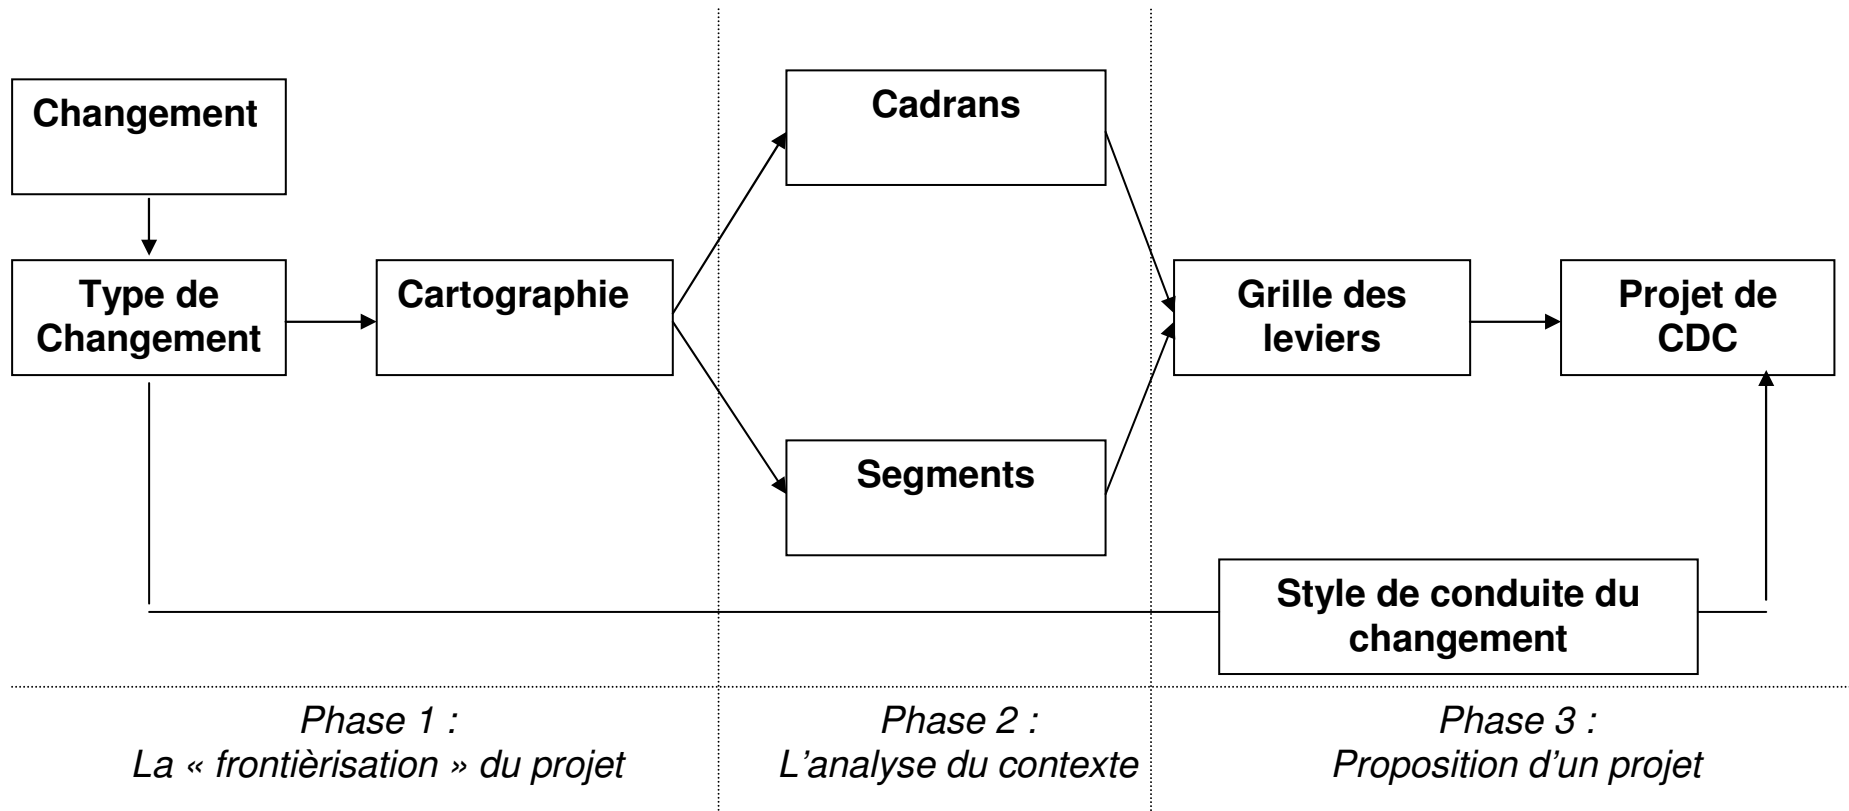 Changement
Type de
Changement
Cartographie
Cadrans
Segments
Grille des
leviers
Projet de
CDC
Style de conduite du
changement
Phase 1 :
La « frontièrisation » du projet
Phase 2 :
L’analyse du contexte
Phase 3 :
Proposition d’un projet